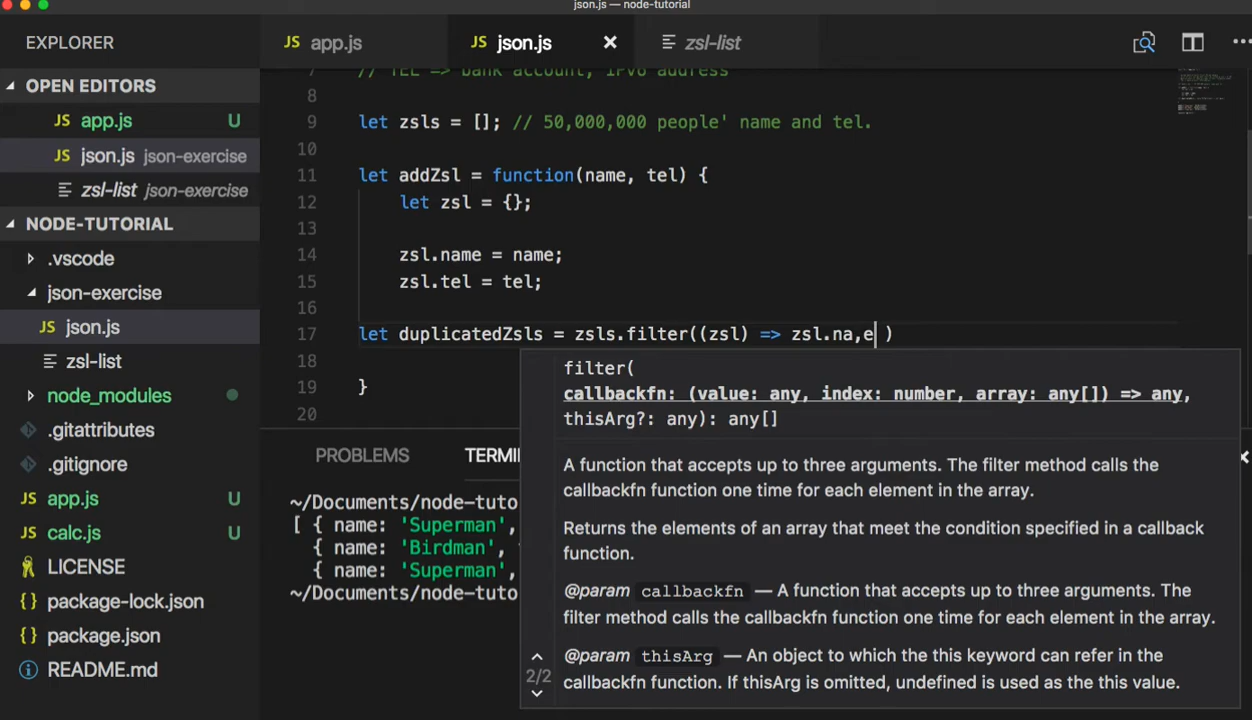 json.js — node-tutorial
EXPLORER
JS app.js
JS json.js ×
zsl-list
OPEN EDITORS
JS app.js U
JS json.js json-exercise
zsl-list json-exercise
NODE-TUTORIAL
.vscode
json-exercise
JS json.js
zsl-list
node_modules
.gitattributes
.gitignore
JS app.js U
JS calc.js U
LICENSE
{} package-lock.json
{} package.json
README.md
7 // TEL => bank account, IPv6 address
8
9 let zsls = []; // 50,000,000 people' name and tel.
10
11 let addZsl = function(name, tel) {
12 let zsl = {};
13
14 zsl.name = name;
15 zsl.tel = tel;
16
17 let duplicatedZsls = zsls.filter((zsl) => zsl.na,e )
18
19 }
20
filter(
callbackfn: (value: any, index: number, array: any[]) => any,
thisArg?: any): any[]
A function that accepts up to three arguments. The filter method calls the
callbackfn function one time for each element in the array.
Returns the elements of an array that meet the condition specified in a callback
function.
@param callbackfn — A function that accepts up to three arguments. The
filter method calls the callbackfn function one time for each element in the array.
@param thisArg — An object to which the this keyword can refer in the
callbackfn function. If thisArg is omitted, undefined is used as the this value.
2/2
PROBLEMS TERMI
~/Documents/node-tuto
[ { name: 'Superman',
{ name: 'Birdman',
{ name: 'Superman',
~/Documents/node-tuto